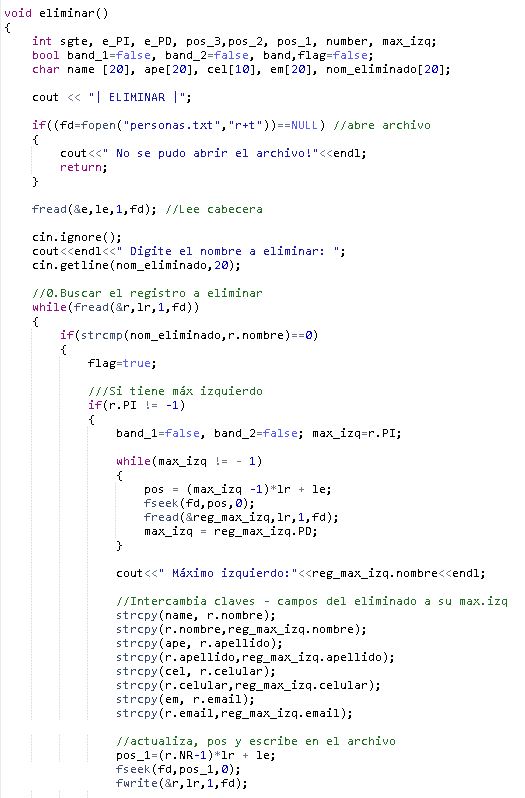 void eliminar()
{
int sgte, e_PI, e_PD, pos_3,pos_2, pos_1, number, max_izq;
bool band_1=false, band_2=false, band,flag=false;
char name [20], ape[20], cel[10], em[20], nom_eliminado[20];
cout << "| ELIMINAR |";
if((fd=fopen("personas.txt","r+t"))==NULL) //abre archivo
{
cout<<" No se pudo abrir el archivo!"<<endl;
return;
}
fread(&e,le,1,fd); //Lee cabecera
cin.ignore();
cout<<endl<<" Digite el nombre a eliminar: ";
cin.getline(nom_eliminado,20);
//0.Buscar el registro a eliminar
while(fread(&r,lr,1,fd))
{
if(strcmp(nom_eliminado,r.nombre)==0)
{
flag=true;
///Si tiene máx izquierdo
if(r.PI != -1)
{
band_1=false, band_2=false; max_izq=r.PI;
while(max_izq != - 1)
{
pos = (max_izq -1)*lr + le;
fseek(fd,pos,0);
fread(&reg_max_izq,lr,1,fd);
max_izq = reg_max_izq.PD;
}
cout<<" Máximo izquierdo:"<<reg_max_izq.nombre<<endl;
//Intercambia claves - campos del eliminado a su max.izq
strcpy(name, r.nombre);
strcpy(r.nombre,reg_max_izq.nombre);
strcpy(ape, r.apellido);
strcpy(r.apellido,reg_max_izq.apellido);
strcpy(cel, r.celular);
strcpy(r.celular,reg_max_izq.celular);
strcpy(em, r.email);
strcpy(r.email,reg_max_izq.email);
//actualiza, pos y escribe en el archivo
pos_1=(r.NR-1)*lr + le;
fseek(fd,pos_1,0);
fwrite(&r,lr,1,fd);